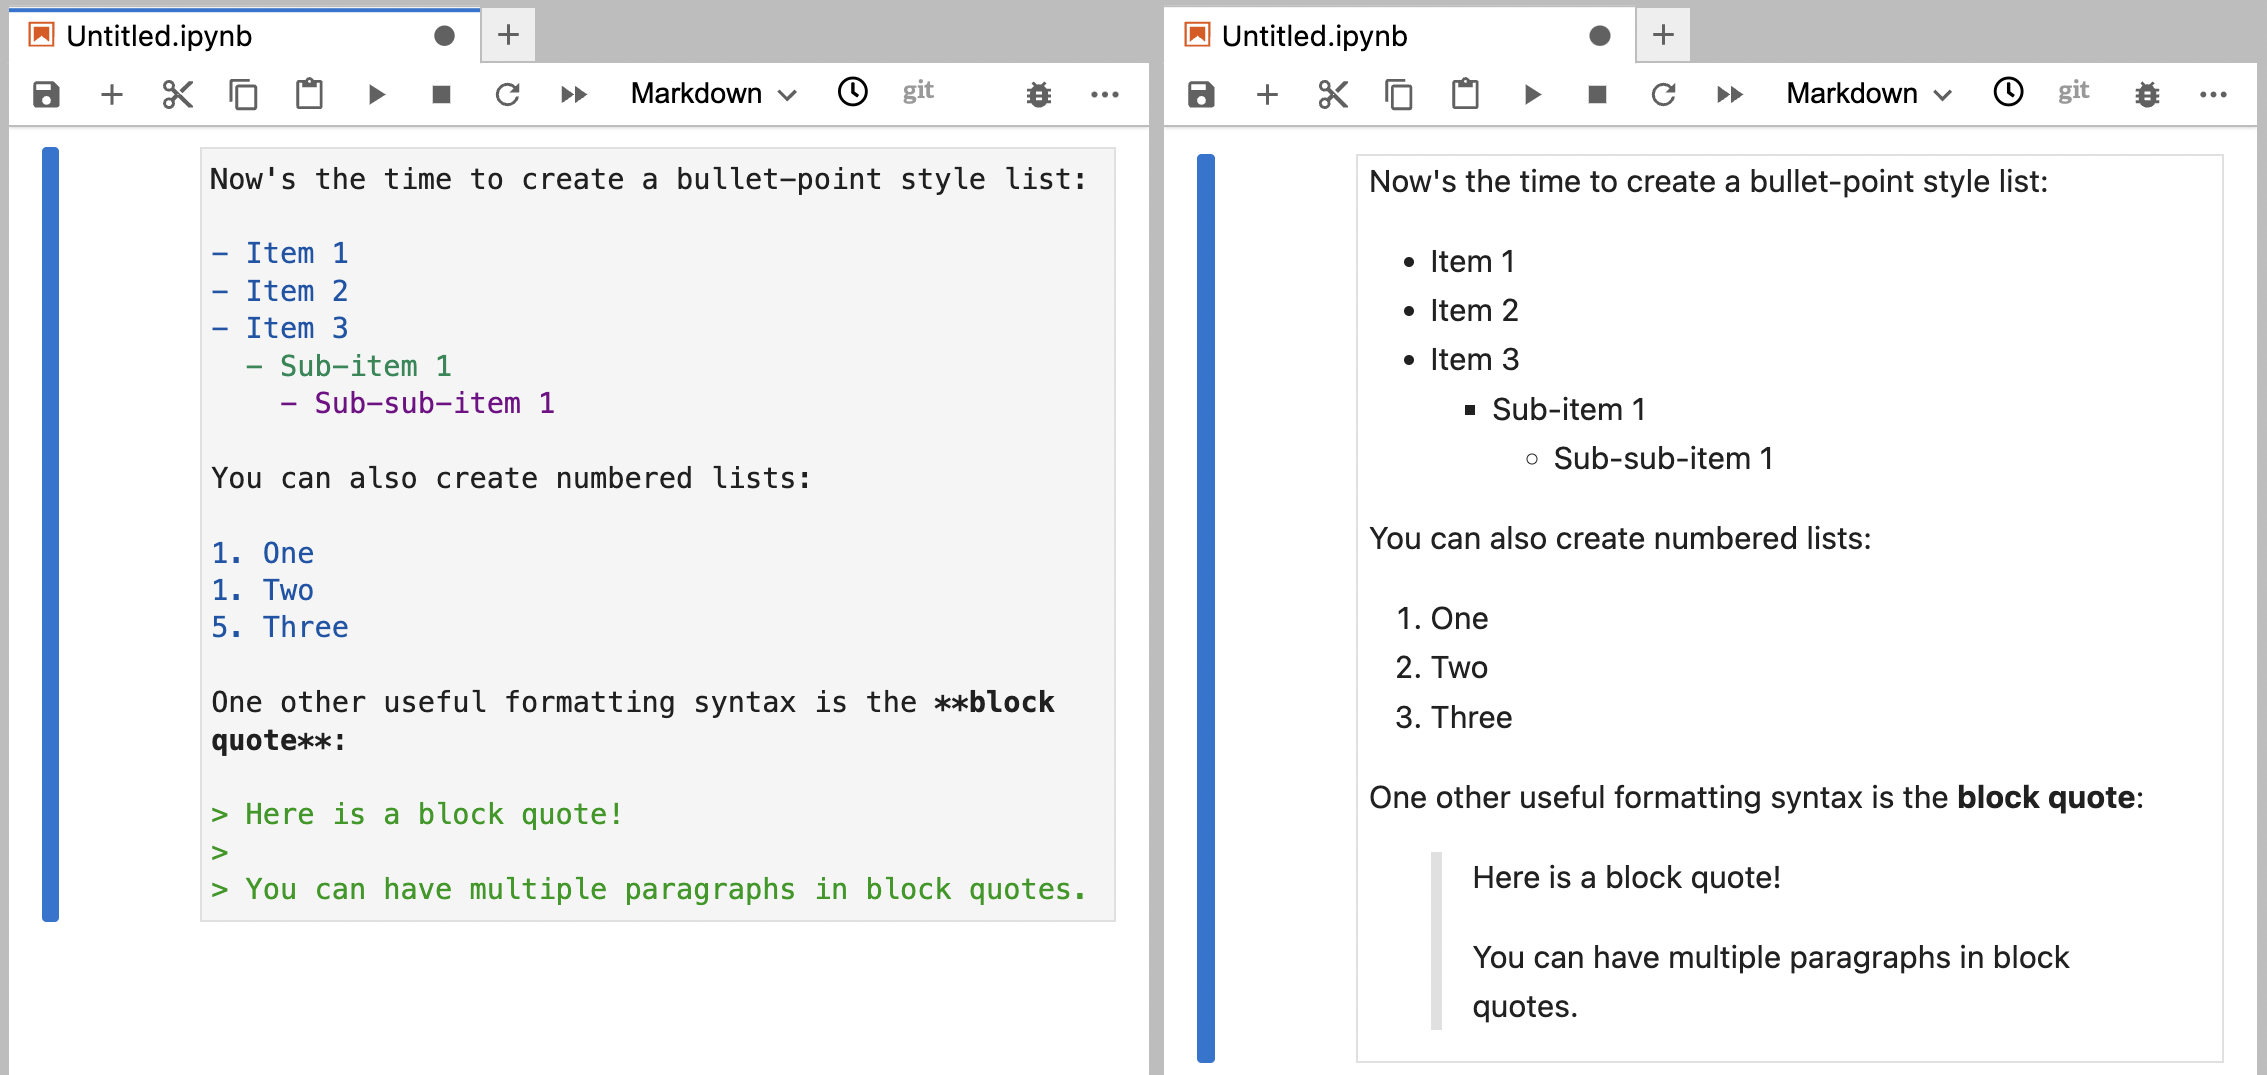 Untitled.ipynb
Markdown
git
Now's the time to create a bullet-point style list:
- Item 1
- Item 2
- Item 3
- Sub-item 1
- Sub-sub-item 1
You can also create numbered lists:
1. One
1. Two
5. Three
One other useful formatting syntax is the **block
quote**:
> Here is a block quote!
>
> You can have multiple paragraphs in block quotes.
Untitled.ipynb
Markdown
git
Now's the time to create a bullet-point style list:
• Item 1
• Item 2
• Item 3
▪ Sub-item 1
◦ Sub-sub-item 1
You can also create numbered lists:
1. One
2. Two
3. Three
One other useful formatting syntax is the block quote:
Here is a block quote!
You can have multiple paragraphs in block
quotes.